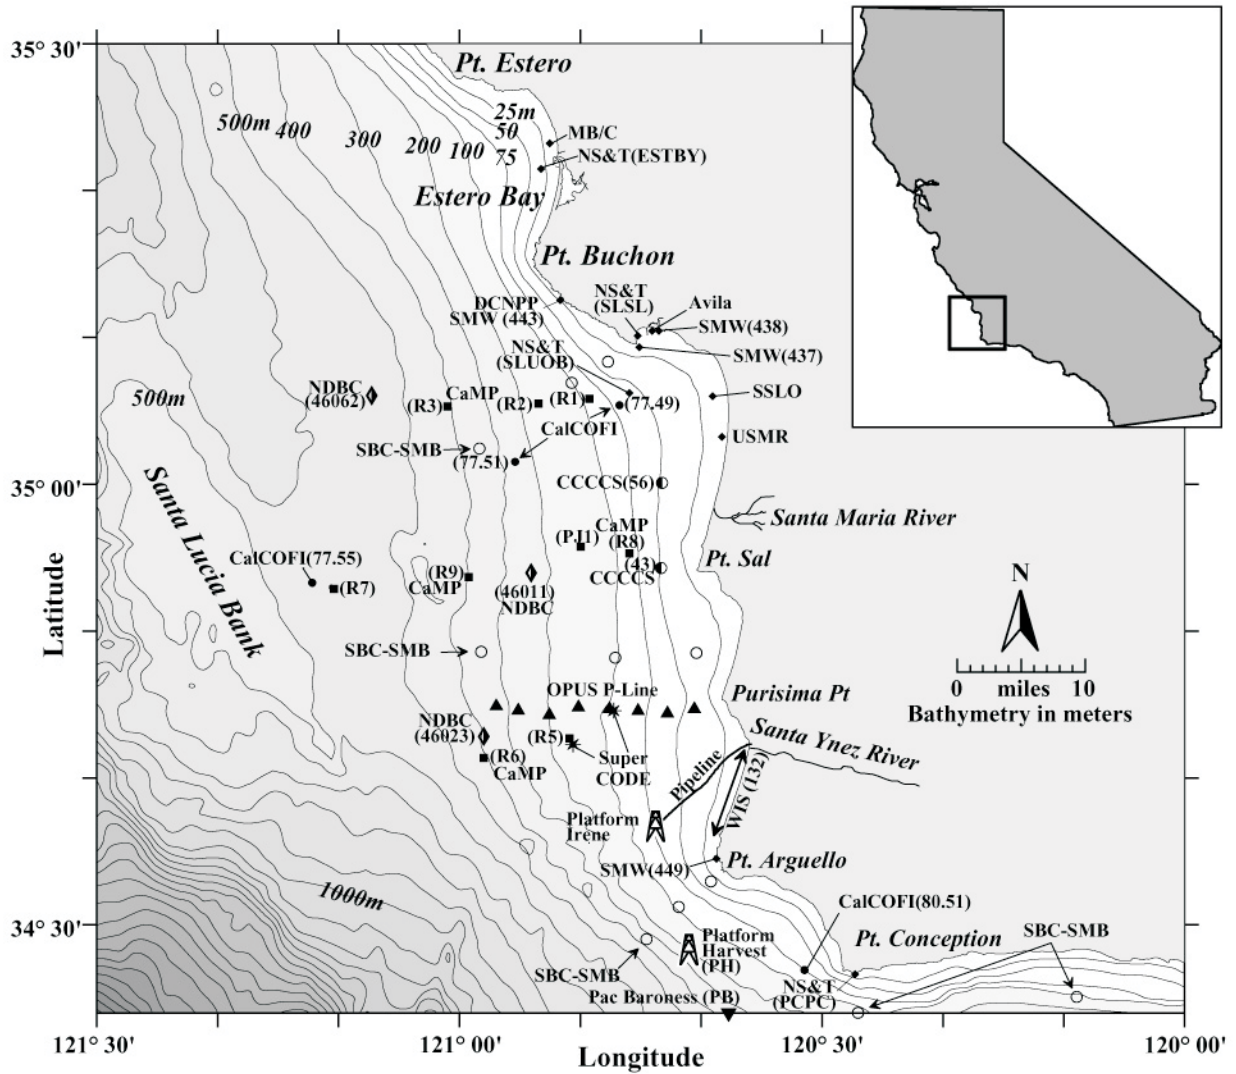 35° 30'
Pt. Estero
25m
50
75
100
200
300
400
500m
MB/C
NS&T(ESTBY)
Estero Bay
Pt. Buchon
NS&T
(SLSL)
Avila
DCNPP
SMW (443)
SMW(438)
SMW(437)
NS&T
(SLUOB)
NDBC
(46062)
CaMP
(R3)
(R2)
(R1)
(77.49)
SSLO
500m
CalCOFI
USMR
SBC-SMB
(77.51)
CCCCS(56)
35° 00'
Santa Lucia Bank
Santa Maria River
CaMP
(R8)
(PJ1)
(43)
CCCCS
Pt. Sal
CalCOFI(77.55)
(R7)
(R9)
CaMP
(46011)
NDBC
Latitude
N
0 miles 10
Bathymetry in meters
SBC-SMB
OPUS P-Line
Purisima Pt
NDBC
(46023)
(R5)
(R6)
CaMP
Super
CODE
Santa Ynez River
Pipeline
WIS (132)
Platform
Irene
SMW(449)
Pt. Arguello
1000m
CalCOFI(80.51)
34° 30'
Pt. Conception
SBC-SMB
Platform
Harvest
(PH)
SBC-SMB
NS&T
(PCPC)
Pac Baroness (PB)
121° 30'
121° 00'
120° 30'
120° 00'
Longitude